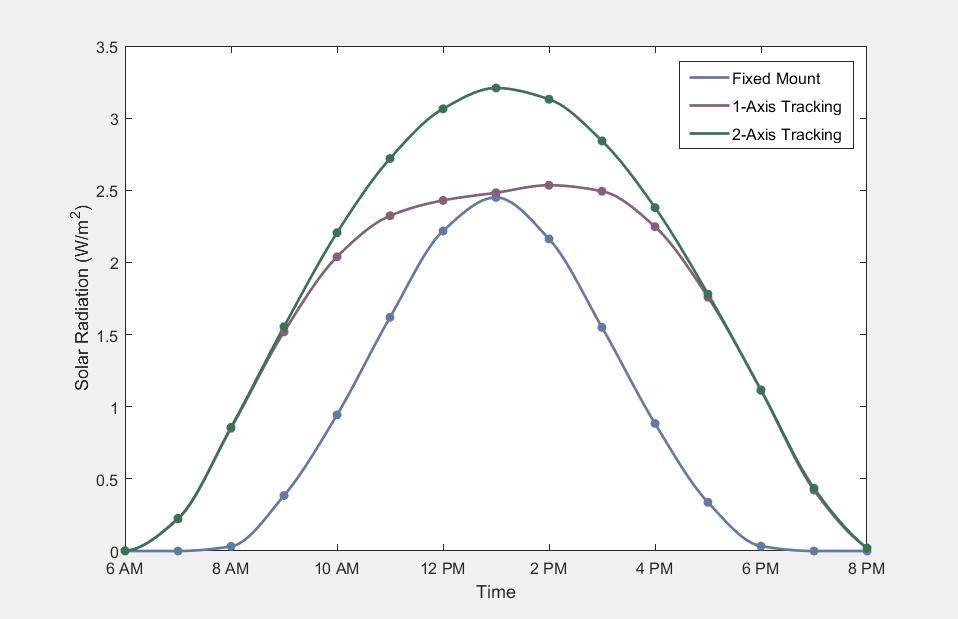 3.5
3
2.5
2
1.5
1
0.5
0
Solar Radiation (W/m²)
Fixed Mount
1-Axis Tracking
2-Axis Tracking
6 AM 8 AM 10 AM 12 PM 2 PM 4 PM 6 PM 8 PM
Time